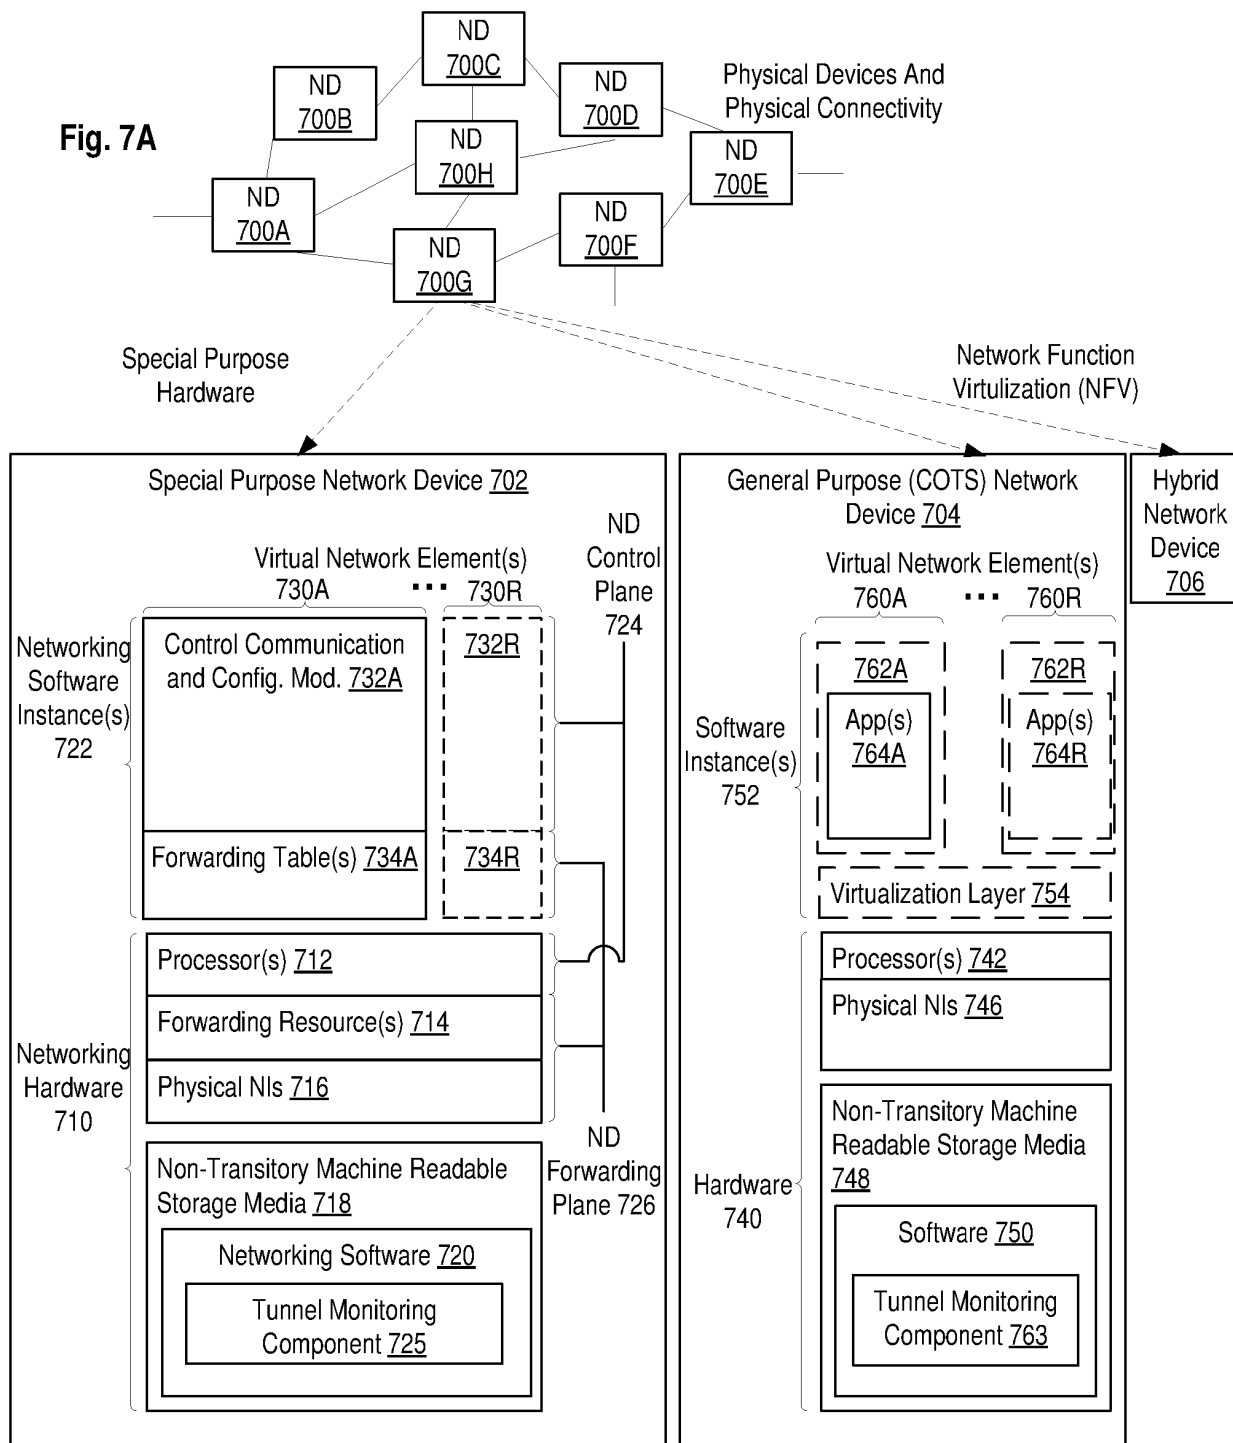 Fig. 7A
ND
700C
ND
700B
ND
700D
Physical Devices And
Physical Connectivity
ND
700H
ND
700E
ND
700A
ND
700F
ND
700G
Special Purpose
Hardware
Network Function
Virtulization (NFV)
Special Purpose Network Device 702
ND
Control
Plane
724
Virtual Network Element(s)
730A
...
730R
Networking
Software
Instance(s)
722
Control Communication
and Config. Mod. 732A
732R
Forwarding Table(s) 734A
734R
Networking
Hardware
710
Processor(s) 712
Forwarding Resource(s) 714
Physical NIs 716
ND
Forwarding
Plane 726
Non-Transitory Machine Readable
Storage Media 718
Networking Software 720
Tunnel Monitoring
Component 725
General Purpose (COTS) Network
Device 704
Virtual Network Element(s)
760A
...
760R
Software
Instance(s)
752
762A
App(s)
764A
762R
App(s)
764R
Virtualization Layer 754
Hardware
740
Processor(s) 742
Physical NIs 746
Non-Transitory Machine
Readable Storage Media
748
Software 750
Tunnel Monitoring
Component 763
Hybrid
Network
Device
706